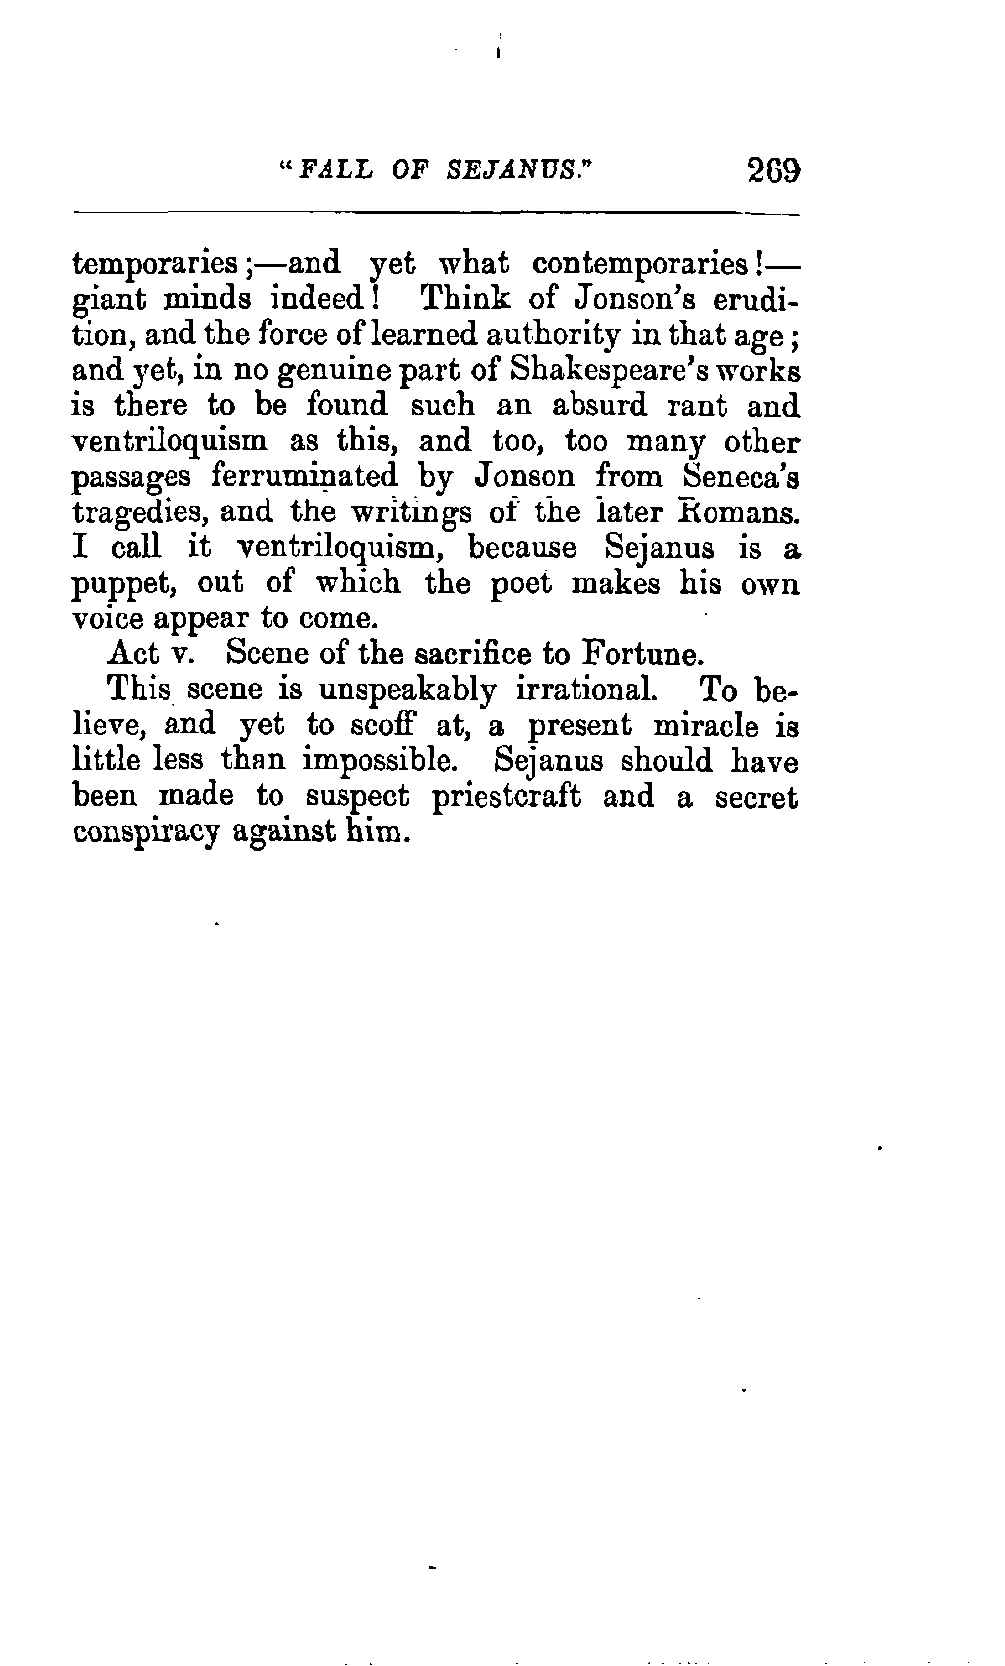 "FALL OF SEJANUS." 269
temporaries;—and yet what contemporaries!—
giant minds indeed! Think of Jonson's erudi-
tion, and the force of learned authority in that age;
and yet, in no genuine part of Shakespeare's works
is there to be found such an absurd rant and
ventriloquism as this, and too, too many other
passages ferruminated by Jonson from Seneca's
tragedies, and the writings of the later Romans.
I call it ventriloquism, because Sejanus is a
puppet, out of which the poet makes his own
voice appear to come.
Act v. Scene of the sacrifice to Fortune.
This scene is unspeakably irrational. To be-
lieve, and yet to scoff at, a present miracle is
little less than impossible. Sejanus should have
been made to suspect priestcraft and a secret
conspiracy against him.